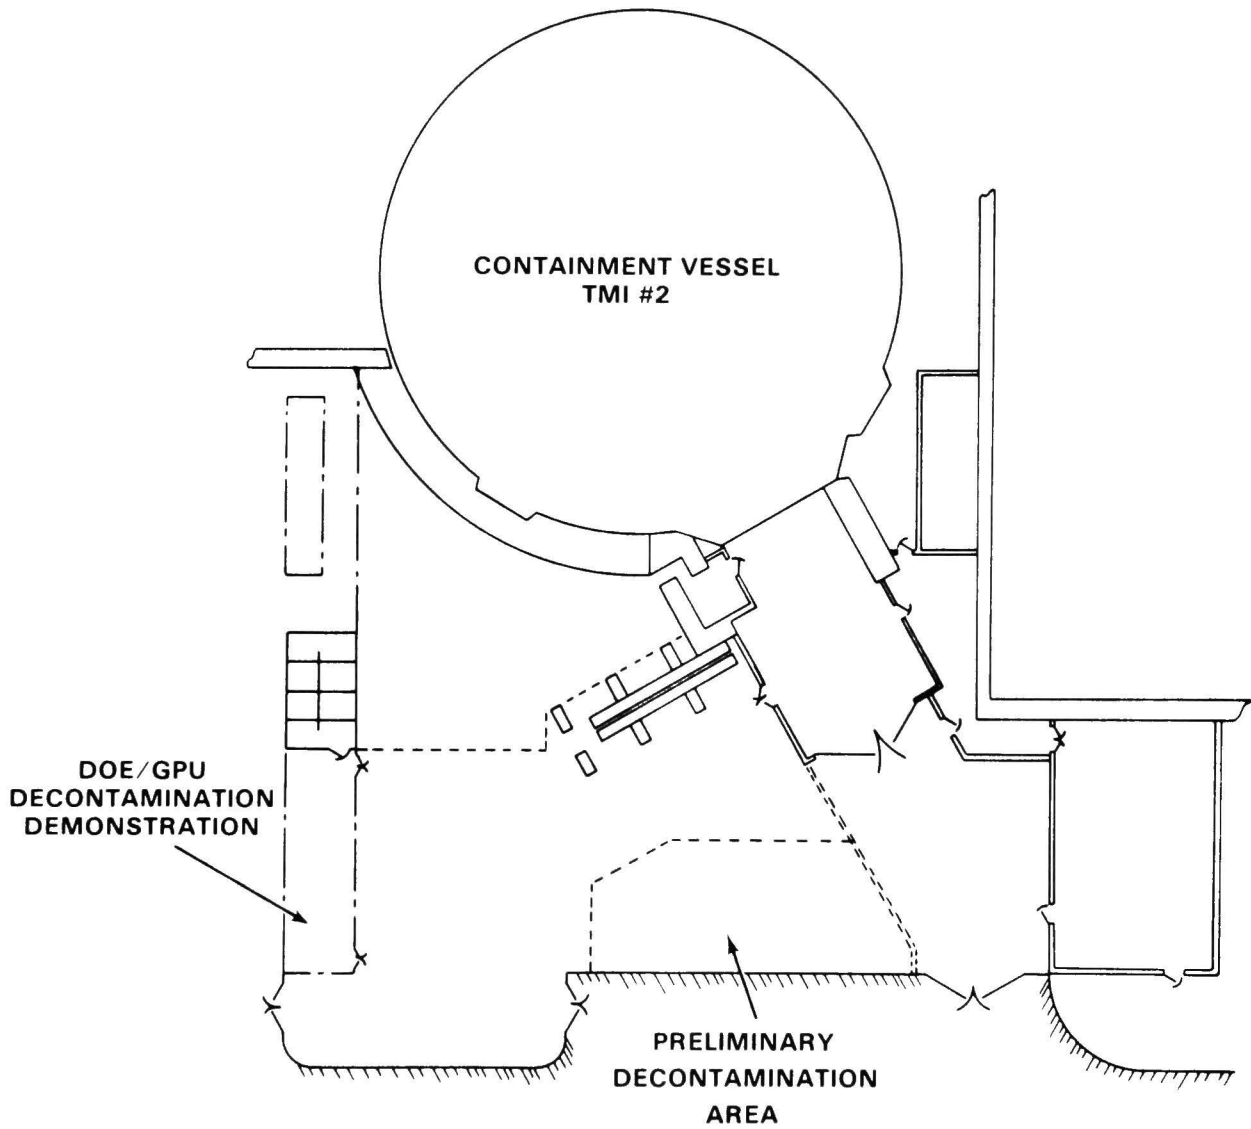 CONTAINMENT VESSEL
TMI #2
DOE/GPU
DECONTAMINATION
DEMONSTRATION
PRELIMINARY
DECONTAMINATION
AREA